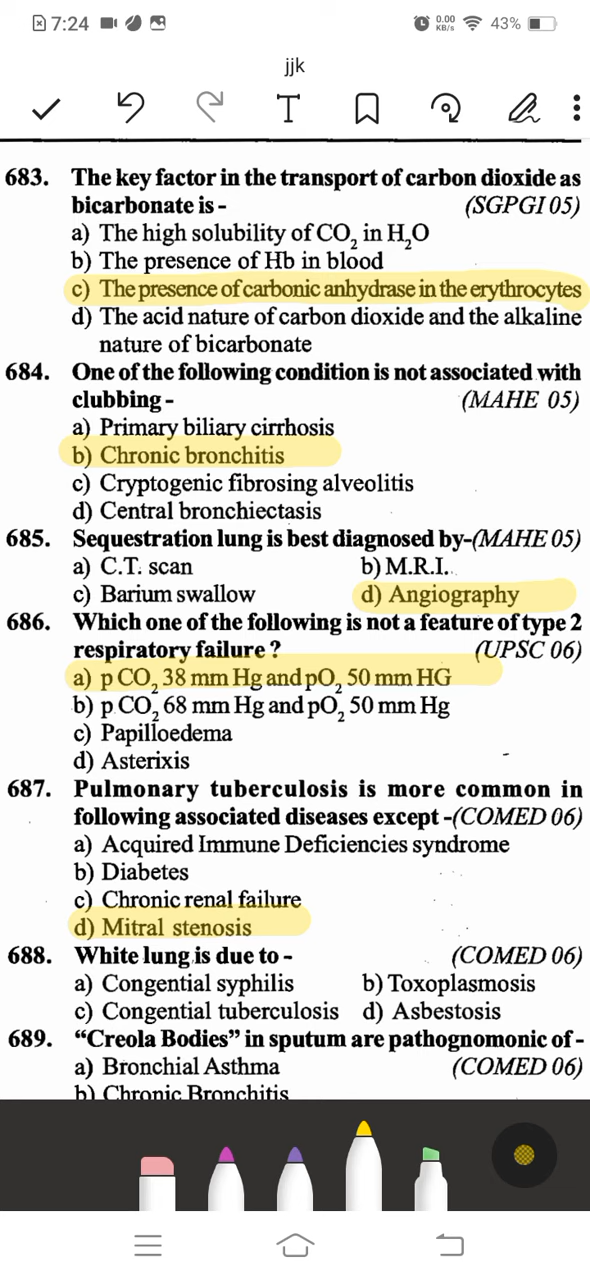 7:24
0.00
KB/s
43%
jjk
683. The key factor in the transport of carbon dioxide as
bicarbonate is - (SGPGI 05)
a) The high solubility of CO₂ in H₂O
b) The presence of Hb in blood
c) The presence of carbonic anhydrase in the erythrocytes
d) The acid nature of carbon dioxide and the alkaline
nature of bicarbonate
684. One of the following condition is not associated with
clubbing - (MAHE 05)
a) Primary biliary cirrhosis
b) Chronic bronchitis
c) Cryptogenic fibrosing alveolitis
d) Central bronchiectasis
685. Sequestration lung is best diagnosed by-(MAHE 05)
a) C.T. scan b) M.R.I.
c) Barium swallow d) Angiography
686. Which one of the following is not a feature of type 2
respiratory failure ? (UPSC 06)
a) p CO₂ 38 mm Hg and pO₂ 50 mm HG
b) p CO₂ 68 mm Hg and pO₂ 50 mm Hg
c) Papilloedema
d) Asterixis
687. Pulmonary tuberculosis is more common in
following associated diseases except -(COMED 06)
a) Acquired Immune Deficiencies syndrome
b) Diabetes
c) Chronic renal failure
d) Mitral stenosis
688. White lung is due to - (COMED 06)
a) Congential syphilis b) Toxoplasmosis
c) Congential tuberculosis d) Asbestosis
689. “Creola Bodies” in sputum are pathognomonic of -
a) Bronchial Asthma (COMED 06)
b) Chronic Bronchitis